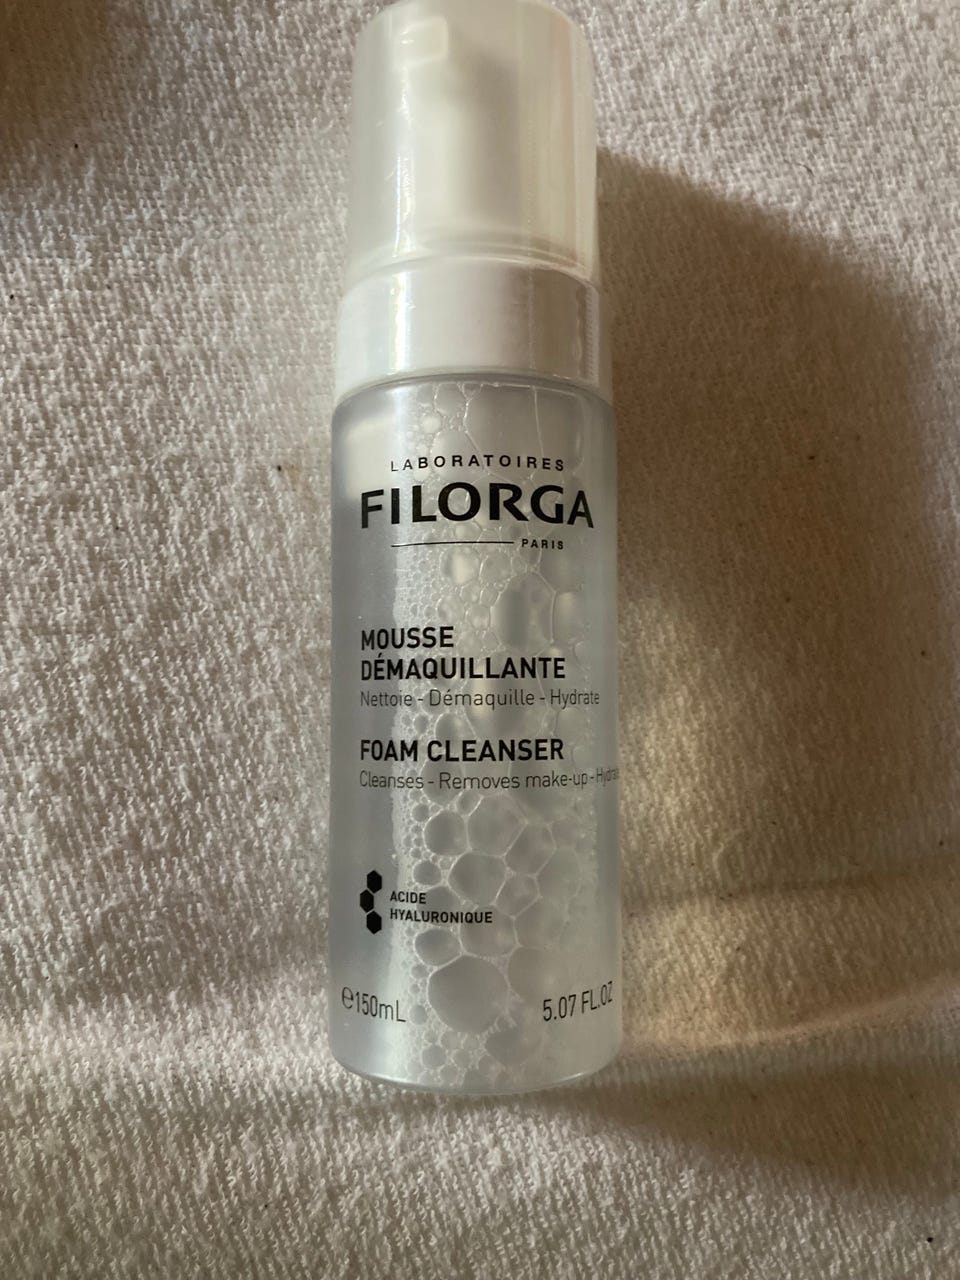 LABORATOIRES
FILORGA
PARIS
MOUSSE
DÉMAQUILLANTE
Nettoie - Démaquille - Hydrate
FOAM CLEANSER
Cleanses - Removes make-up -
ACIDE
HYALURONIQUE
℮150mL 5.07 FL.OZ